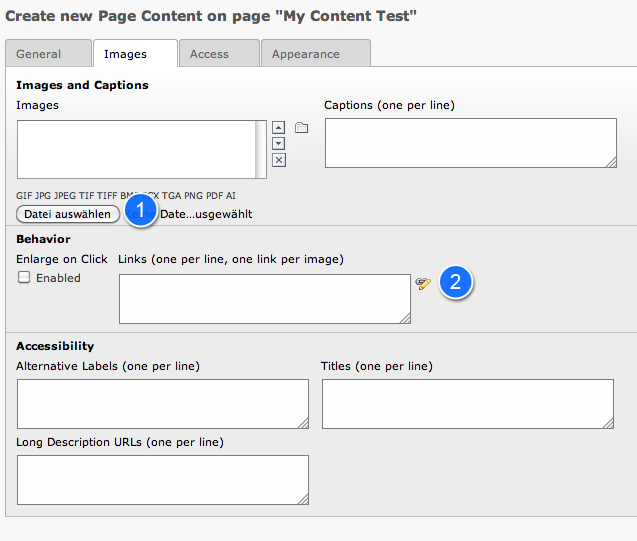 Create new Page Content on page "My Content Test"
General Images Access Appearance
Images and Captions
Images Captions (one per line)
GIF JPG JPEG TIF TIFF PCX TGA PNG PDF AI
Datei auswählen 1 Date...usgewählt
Behavior
Enlarge on Click Links (one per line, one link per image)
Enabled 2
Accessibility
Alternative Labels (one per line) Titles (one per line)
Long Description URLs (one per line)